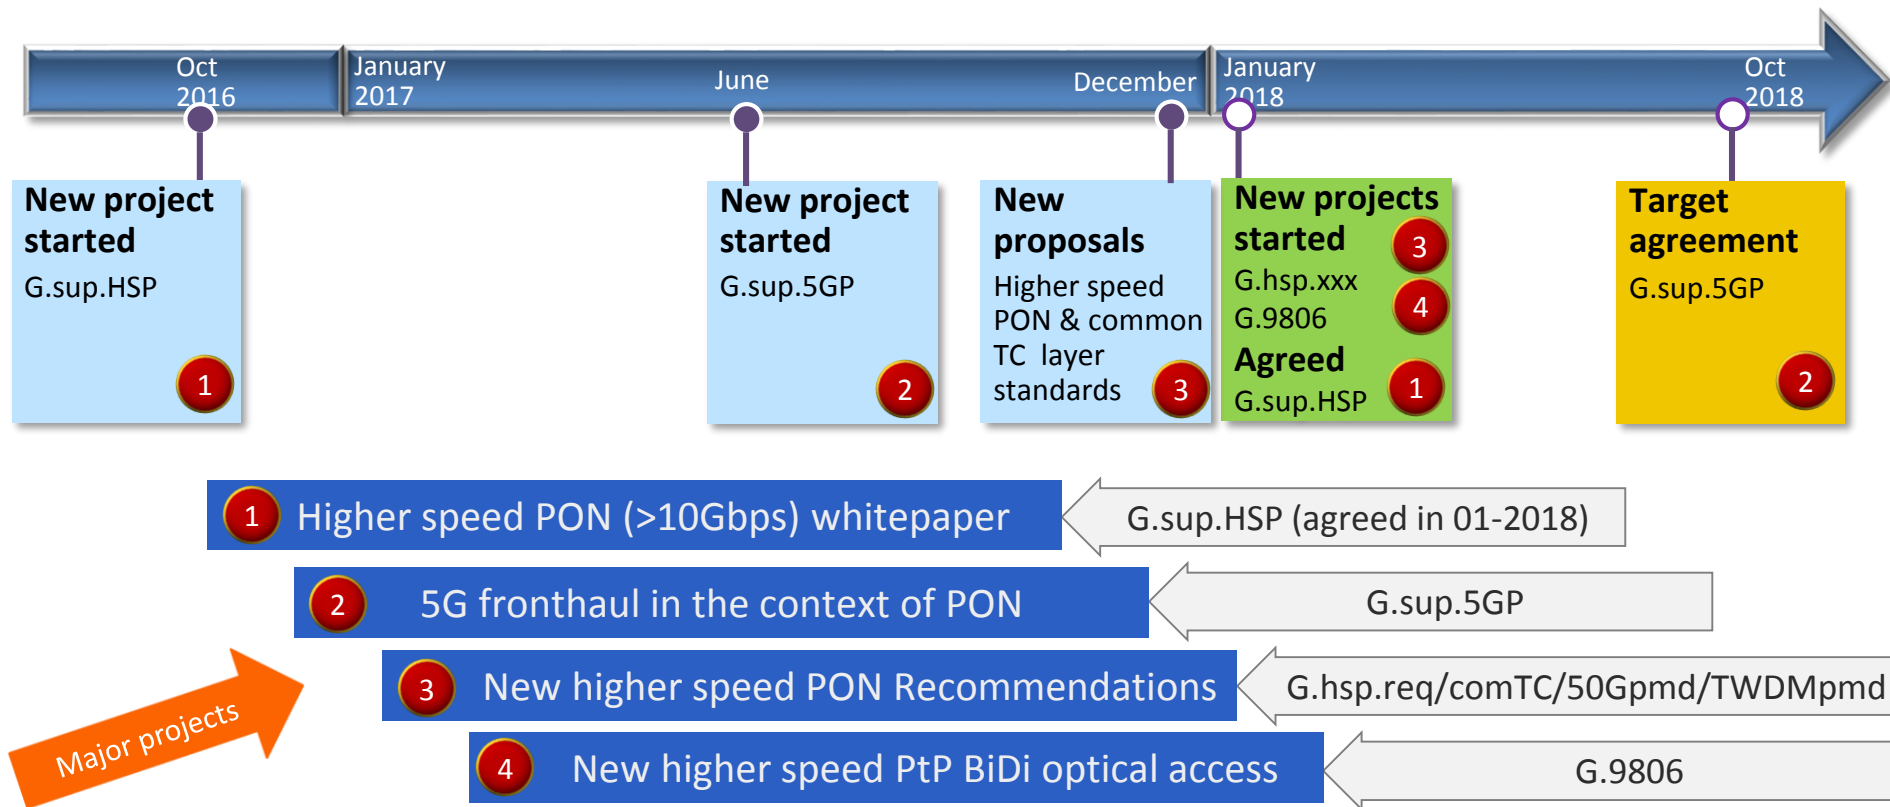 Oct
2016
January
2017
June
December
January
2018
Oct
2018
New project
started
G.sup.HSP
1
New project
started
G.sup.5GP
2
New
proposals
Higher speed
PON & common
TC layer
standards
3
New projects
started
3
G.hsp.xxx
4
G.9806
Agreed
G.sup.HSP
1
Target
agreement
G.sup.5GP
2
1 Higher speed PON (>10Gbps) whitepaper
G.sup.HSP (agreed in 01-2018)
2 5G fronthaul in the context of PON
G.sup.5GP
3 New higher speed PON Recommendations
G.hsp.req/comTC/50Gpmd/TWDMpmd
4 New higher speed PtP BiDi optical access
G.9806
Major projects